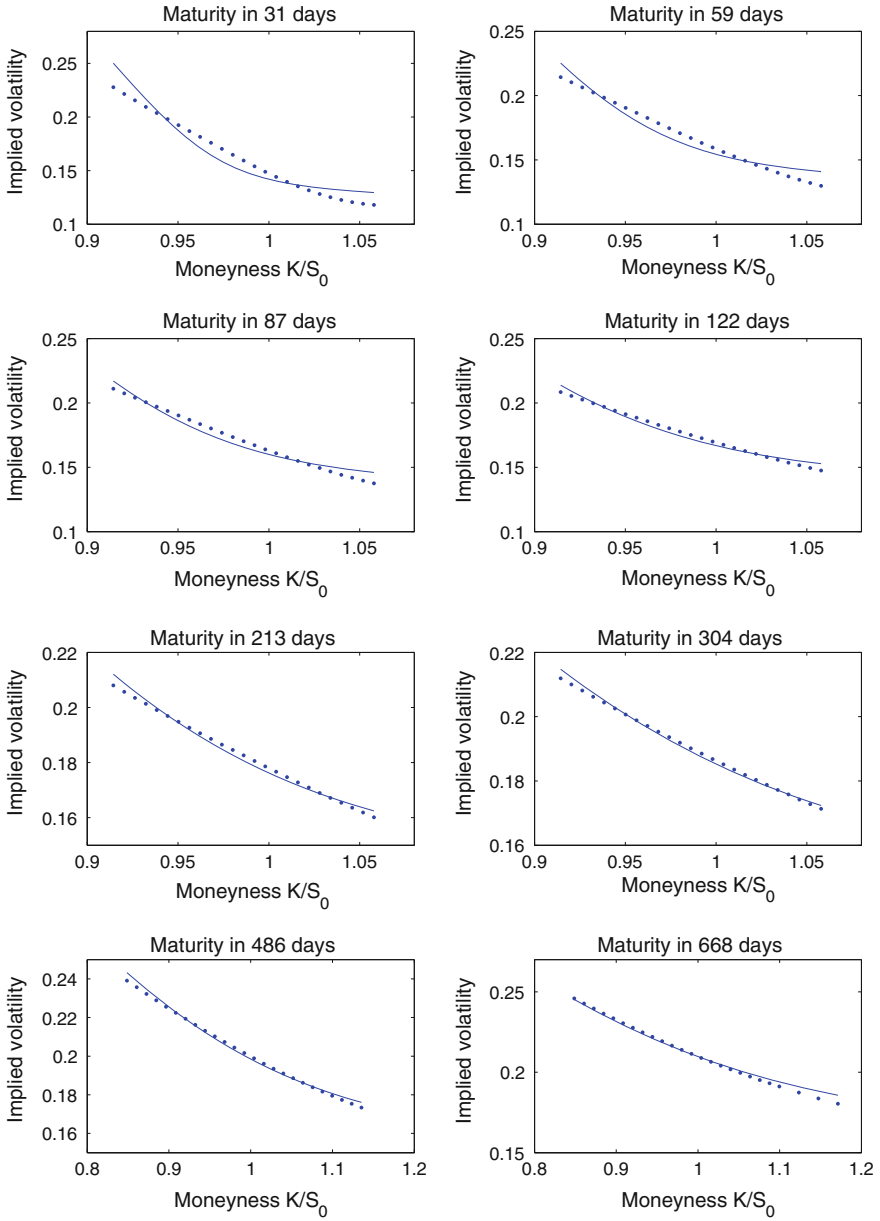 Maturity in 31 days
Implied volatility
0.25
0.2
0.15
0.1
0.9
0.95
1
1.05
Moneyness K/S0
Maturity in 59 days
Implied volatility
0.25
0.2
0.15
0.1
0.9
0.95
1
1.05
Moneyness K/S0
Maturity in 87 days
Implied volatility
0.25
0.2
0.15
0.1
0.9
0.95
1
1.05
Moneyness K/S0
Maturity in 122 days
Implied volatility
0.25
0.2
0.15
0.1
0.9
0.95
1
1.05
Moneyness K/S0
Maturity in 213 days
Implied volatility
0.22
0.2
0.18
0.16
0.9
0.95
1
1.05
Moneyness K/S0
Maturity in 304 days
Implied volatility
0.22
0.2
0.18
0.16
0.9
0.95
1
1.05
Moneyness K/S0
Maturity in 486 days
Implied volatility
0.24
0.22
0.2
0.18
0.16
0.8
0.9
1
1.1
1.2
Moneyness K/S0
Maturity in 668 days
Implied volatility
0.25
0.2
0.15
0.8
0.9
1
1.1
1.2
Moneyness K/S0